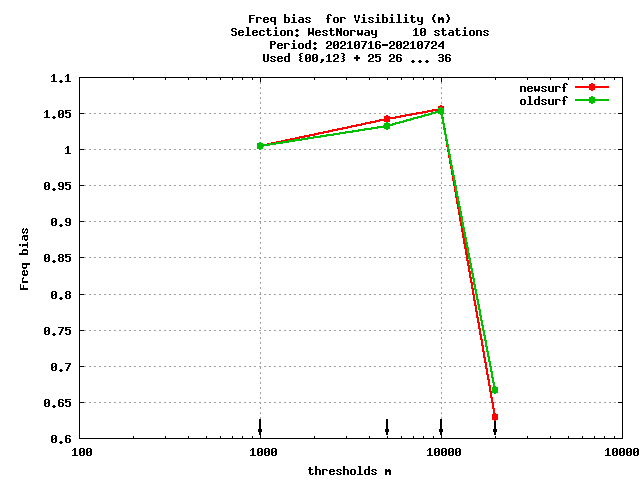 Freq bias  for Visibility (m)
Selection: WestNorway     10 stations
Period: 20210716-20210724
Used {00,12} + 25 26 ... 36
newsurf
oldsurf
1.1
1.05
1
0.95
0.9
0.85
0.8
0.75
0.7
0.65
0.6
Freq bias
100
1000
10000
10000
thresholds m